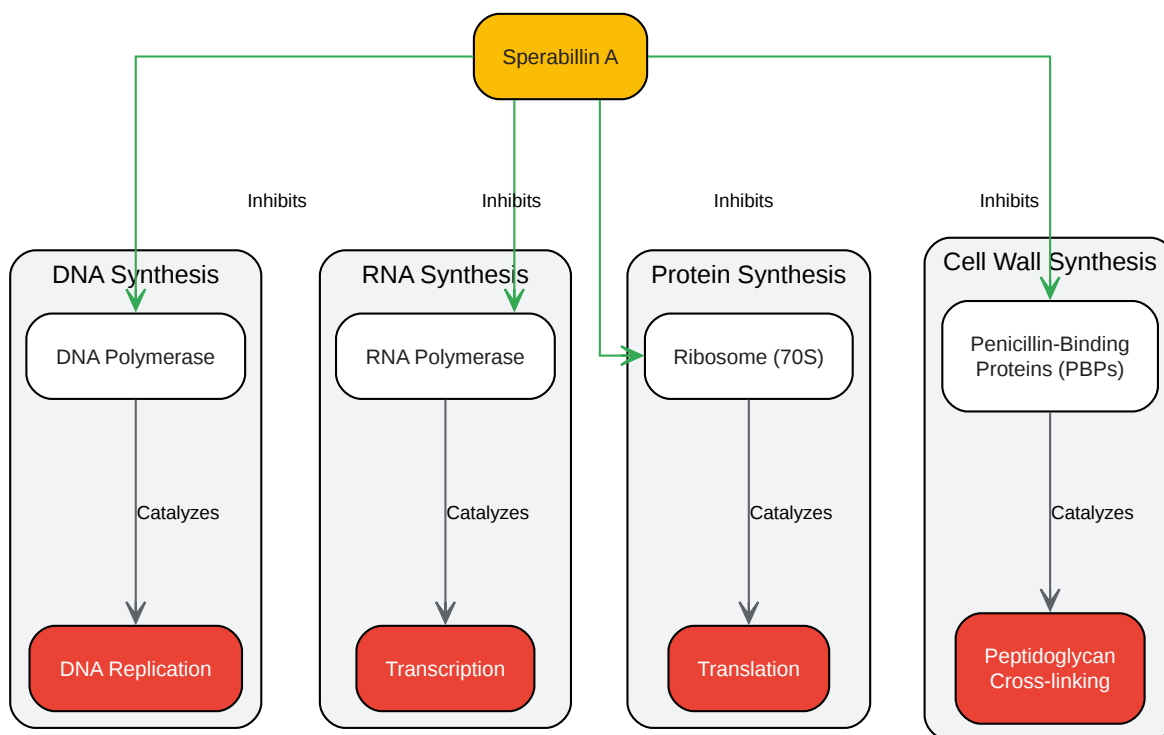 Sperabillin A
Inhibits
Inhibits
Inhibits
Inhibits
DNA Synthesis
RNA Synthesis
Protein Synthesis
Cell Wall Synthesis
DNA Polymerase
RNA Polymerase
Ribosome (70S)
Penicillin-Binding
Proteins (PBPs)
Catalyzes
Catalyzes
Catalyzes
Catalyzes
DNA Replication
Transcription
Translation
Peptidoglycan
Cross-linking